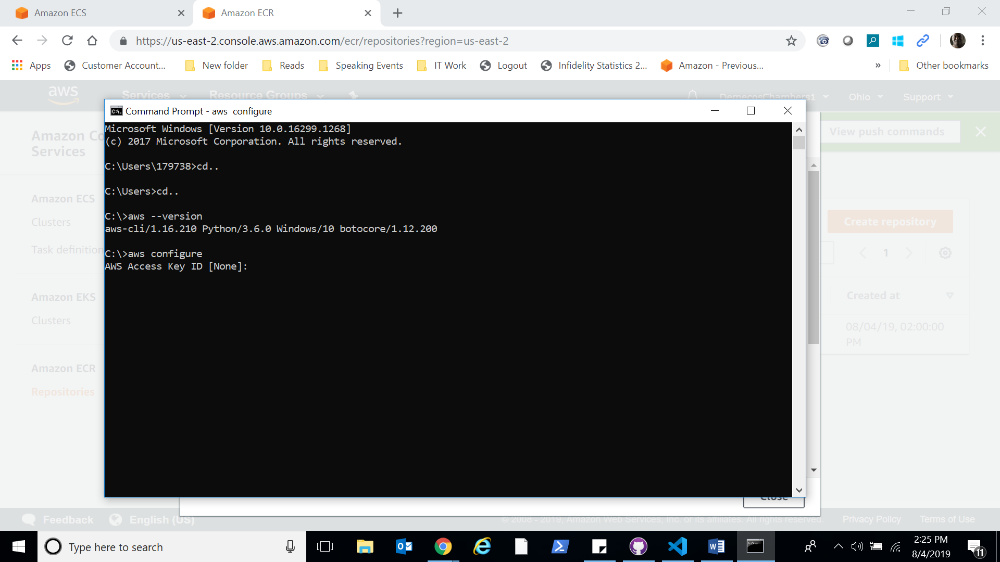 Amazon ECS
Amazon ECR
https://us-east-2.console.aws.amazon.com/ecr/repositories?region=us-east-2
Apps
Customer Account...
New folder
Reads
Speaking Events
IT Work
Logout
Infidelity Statistics 2...
Amazon - Previous...
»
Other bookmarks
aws
Services
Resource Groups
DemecosChambers1
Ohio
Support
Command Prompt - aws  configure
Microsoft Windows [Version 10.0.16299.1268]
(c) 2017 Microsoft Corporation. All rights reserved.
C:\Users\179738>cd..
C:\Users>cd..
C:\>aws --version
aws-cli/1.16.210 Python/3.6.0 Windows/10 botocore/1.12.200
C:\>aws configure
AWS Access Key ID [None]:
Amazon Co
Services
Amazon ECS
Clusters
Task definition
Amazon EKS
Clusters
Amazon ECR
Repositories
View push commands
Create repository
1
Created at
08/04/19, 02:00:00
PM
Close
Feedback
English (US)
© 2008 - 2019, Amazon Web Services, Inc. or its affiliates. All rights reserved.
Privacy Policy
Terms of Use
Type here to search
2:25 PM
8/4/2019
11